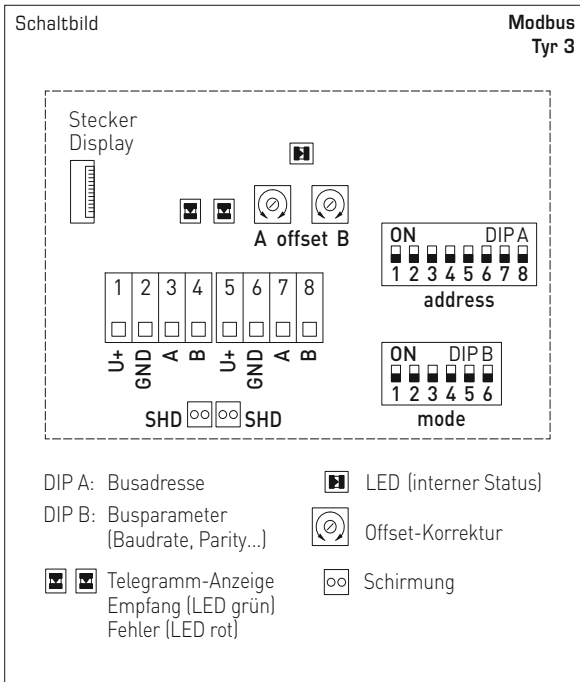 Schaltbild
Modbus
Tyr 3
Stecker
Display
A offset B
ON DIP A
1 2 3 4 5 6 7 8
address
1 2 3 4 5 6 7 8
U+ GND A B U+ GND A B
ON DIP B
1 2 3 4 5 6
mode
SHD SHD
DIP A: Busadresse
DIP B: Busparameter
(Baudrate, Parity...)
Telegramm-Anzeige
Empfang (LED grün)
Fehler (LED rot)
LED (interner Status)
Offset-Korrektur
Schirmung